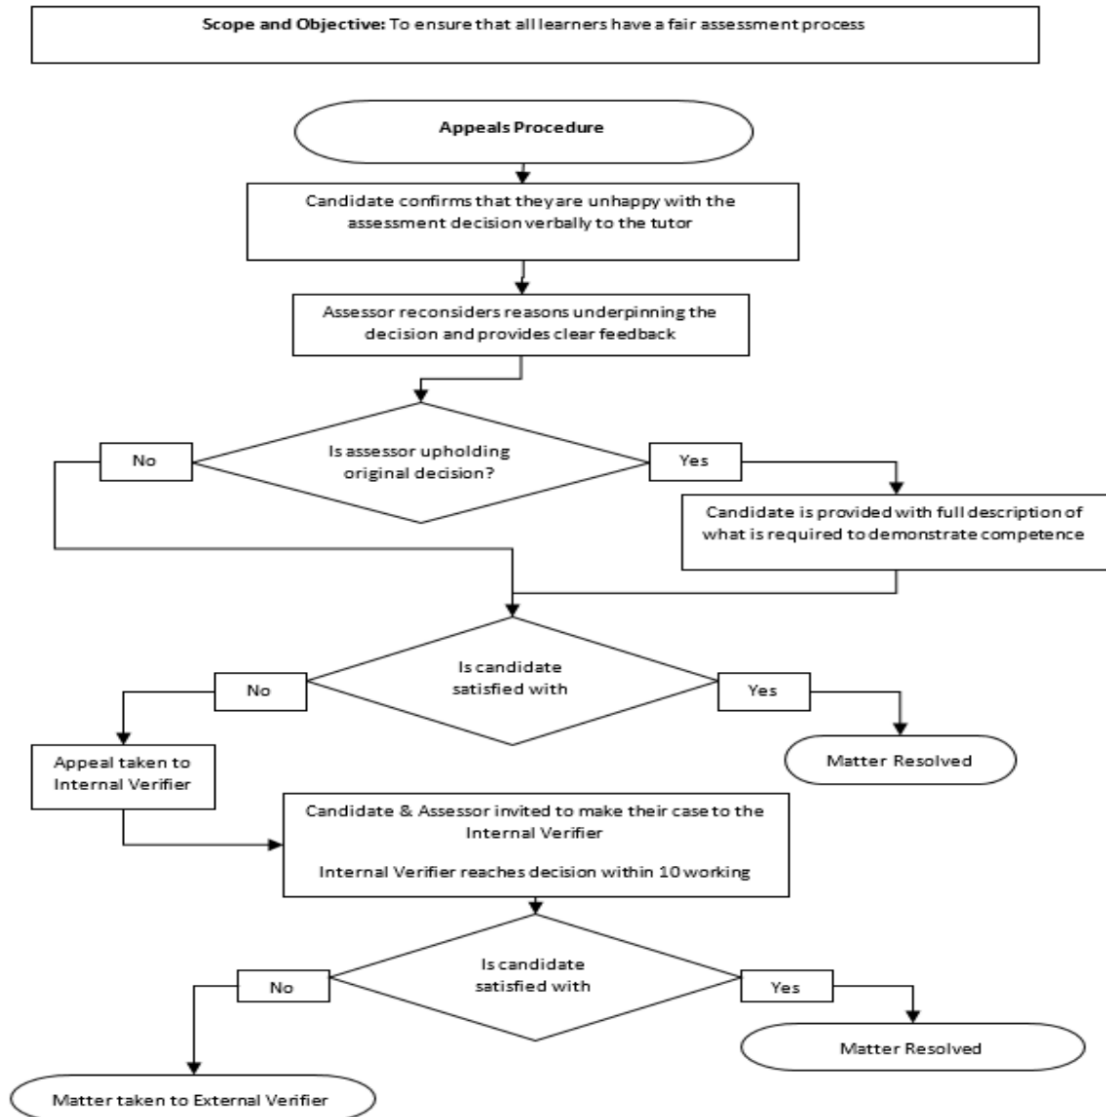 Scope and Objective: To ensure that all learners have a fair assessment process
Appeals Procedure
Candidate confirms that they are unhappy with the
assessment decision verbally to the tutor
Assessor reconsiders reasons underpinning the
decision and provides clear feedback
Is assessor upholding
original decision?
No
Yes
Candidate is provided with full description of
what is required to demonstrate competence
Is candidate
satisfied with
No
Yes
Appeal taken to
Internal Verifier
Matter Resolved
Candidate & Assessor invited to make their case to the
Internal Verifier
Internal Verifier reaches decision within 10 working
Is candidate
satisfied with
No
Yes
Matter Resolved
Matter taken to External Verifier